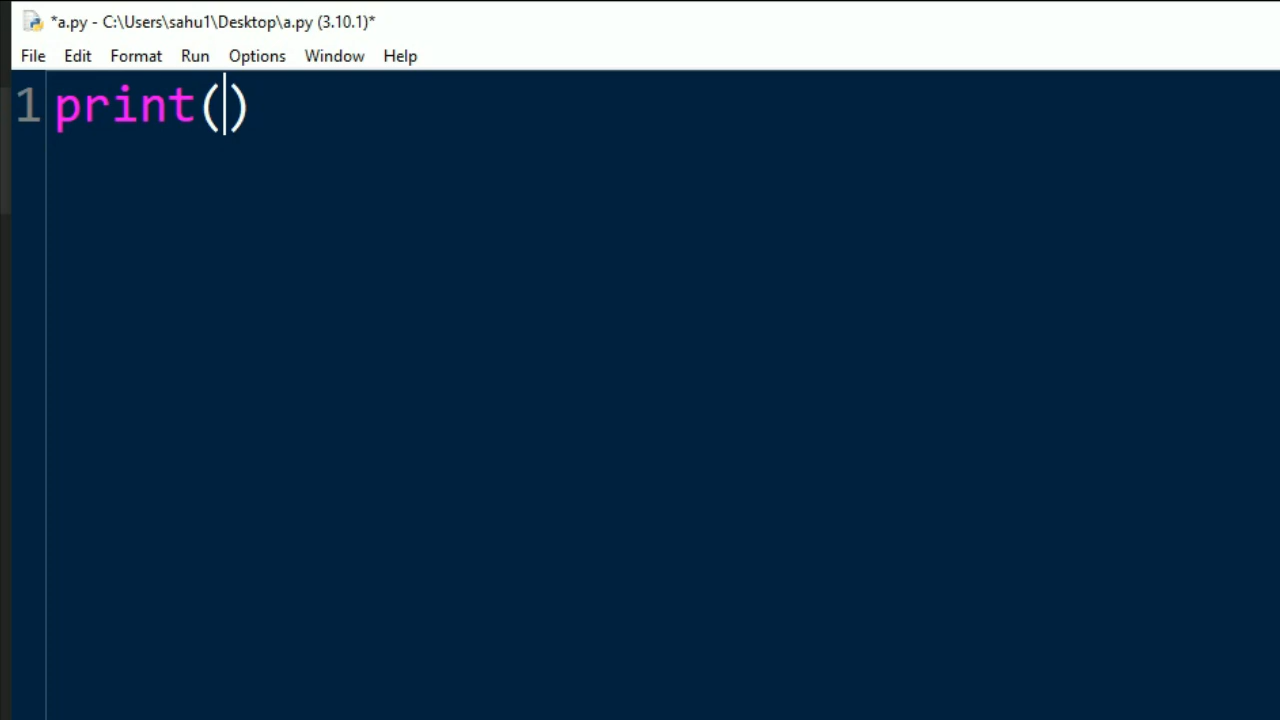 *a.py - C:\Users\sahu1\Desktop\a.py (3.10.1)*
File Edit Format Run Options Window Help
1 print()